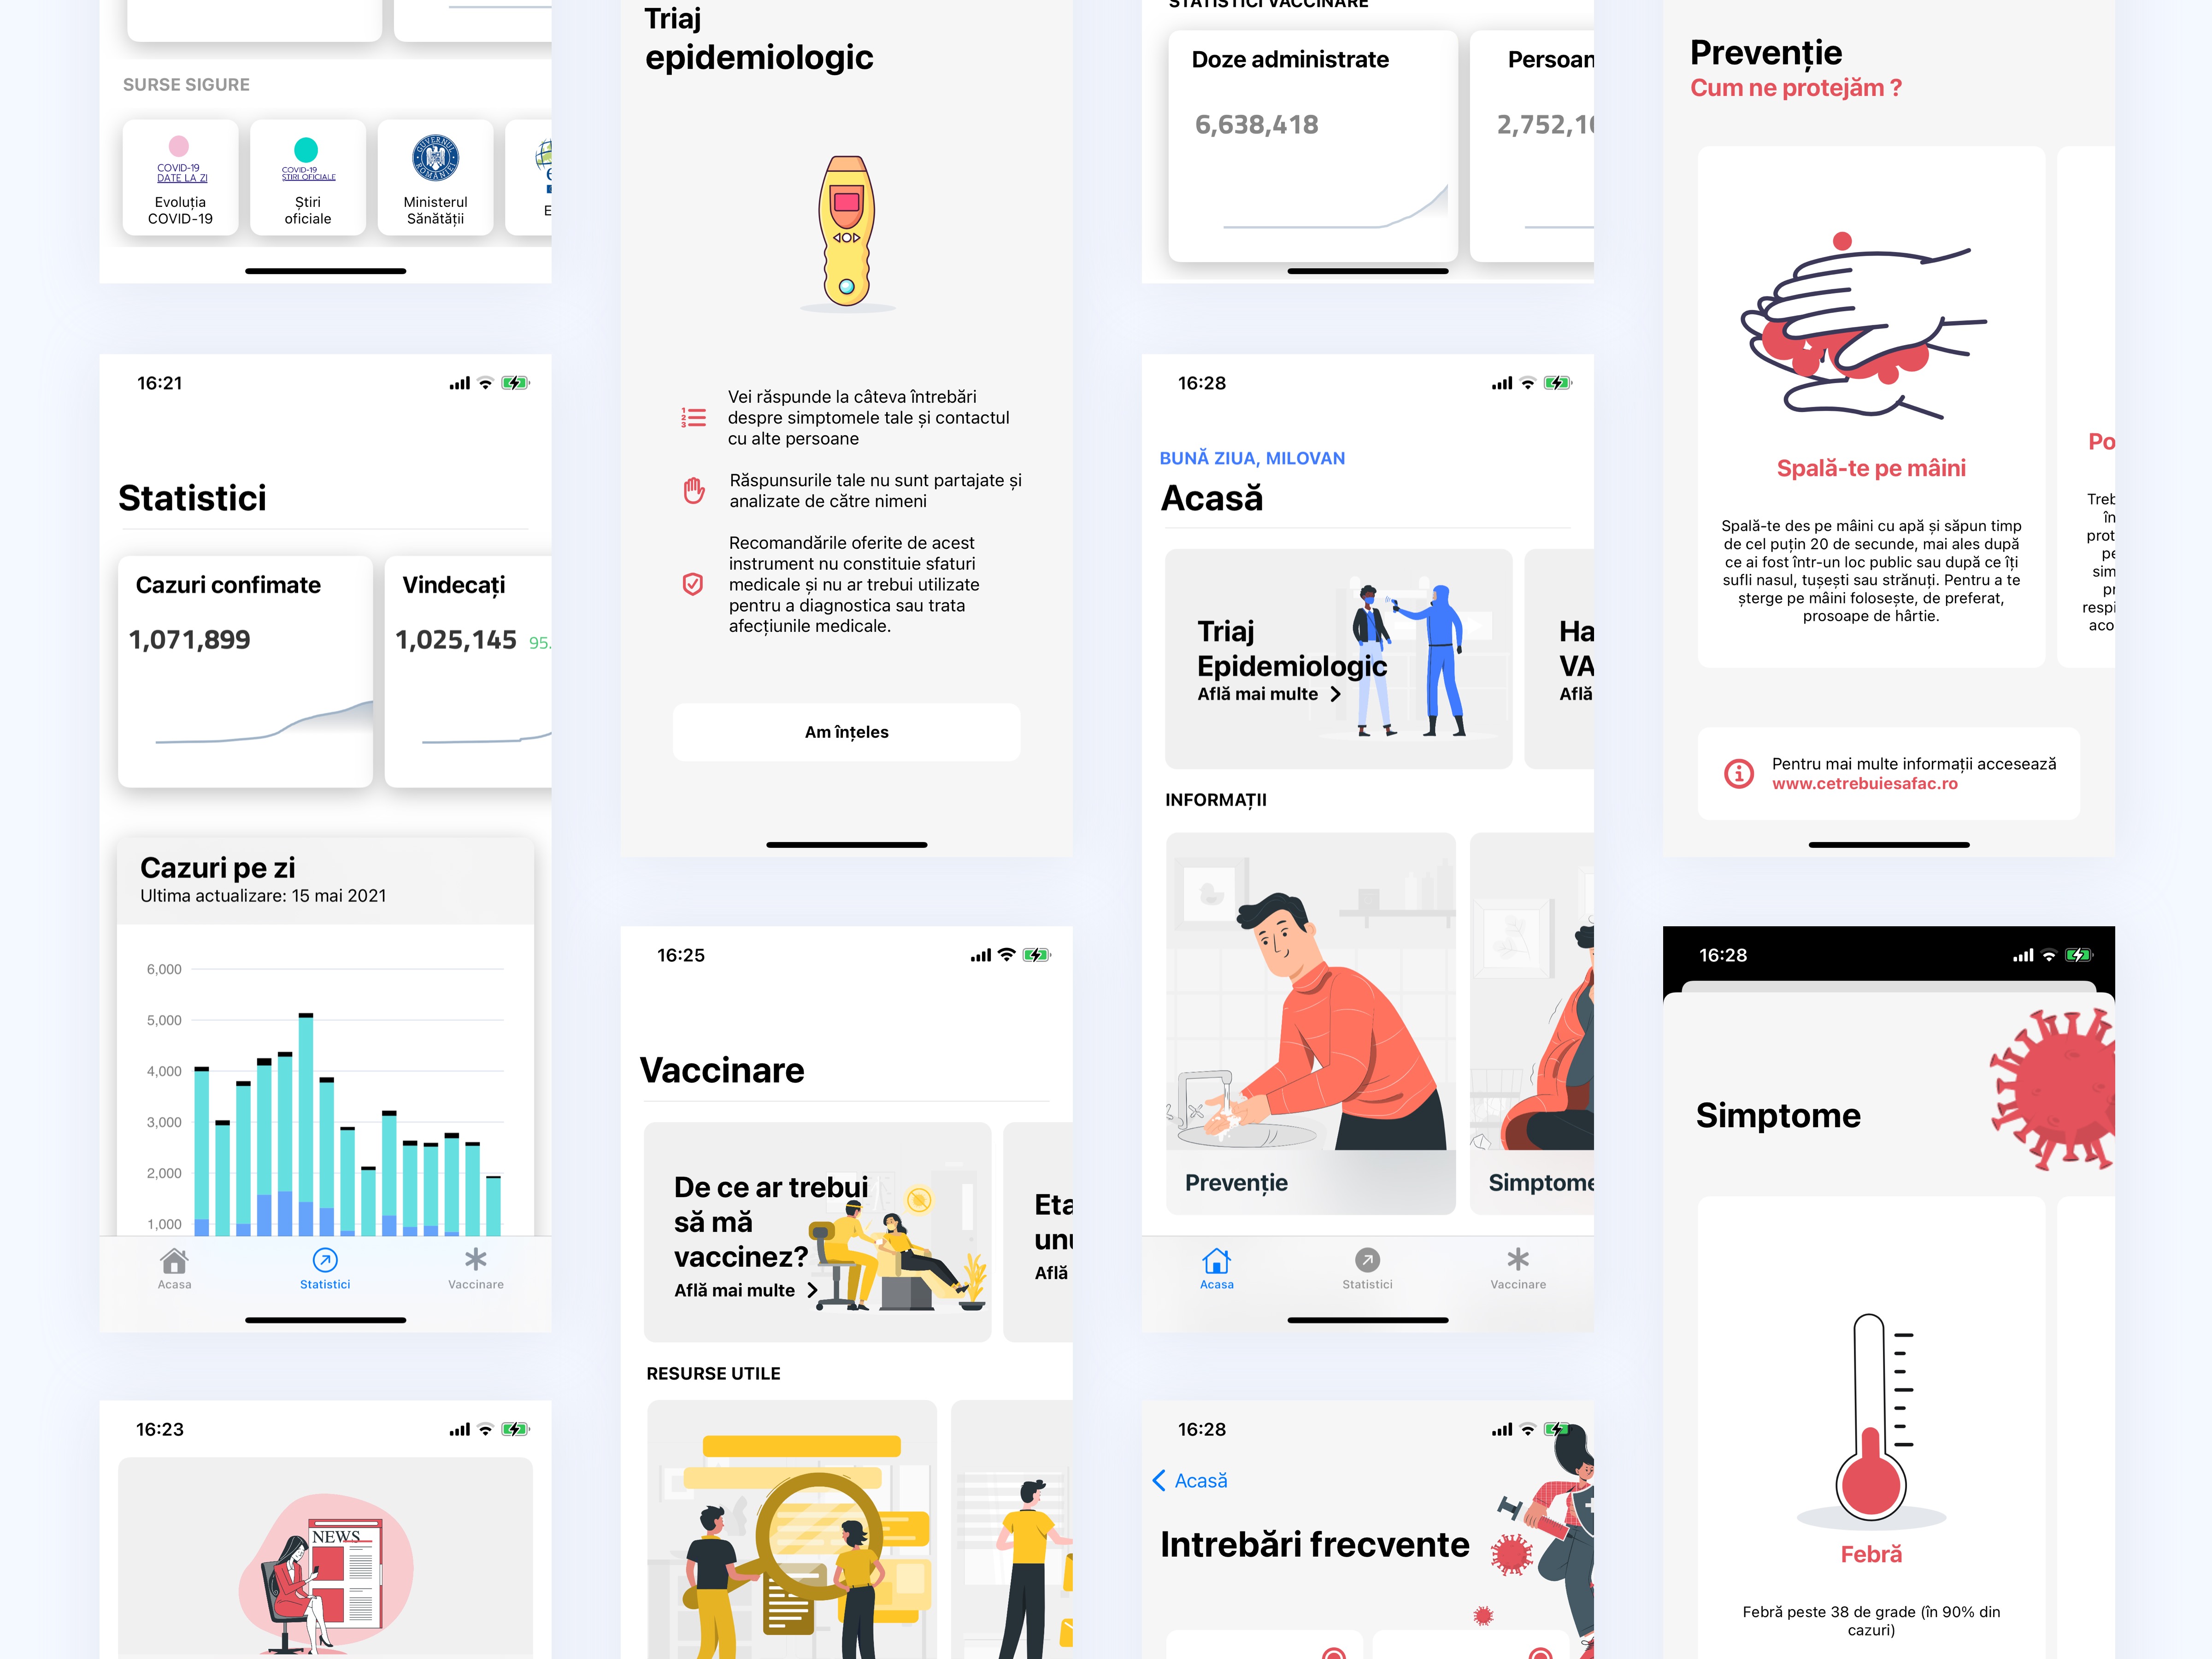 SURSE SIGURE
COVID-19
DATE LA ZI
Evoluția
COVID-19
COVID-19
ȘTIRI OFICIALE
Știri
oficiale
GUVERNUL ROMÂNIEI
Ministerul
Sănătății
E
16:21
Statistici
Cazuri confimate
1,071,899
Vindecați
1,025,145 95.
Cazuri pe zi
Ultima actualizare: 15 mai 2021
6,000
5,000
4,000
3,000
2,000
1,000
Acasa
Statistici
Vaccinare
16:23
NEWS
Triaj
epidemiologic
1
2
3
Vei răspunde la câteva întrebări
despre simptomele tale și contactul
cu alte persoane
Răspunsurile tale nu sunt partajate și
analizate de către nimeni
Recomandările oferite de acest
instrument nu constituie sfaturi
medicale și nu ar trebui utilizate
pentru a diagnostica sau trata
afecțiunile medicale.
Am înțeles
16:25
Vaccinare
De ce ar trebui
să mă
vaccinez?
Află mai multe
Eta
unu
Află
RESURSE UTILE
STATISTICI VACCINARE
Doze administrate
6,638,418
Persoan
2,752,10
16:28
BUNĂ ZIUA, MILOVAN
Acasă
Triaj
Epidemiologic
Află mai multe
Ha
VA
Află
INFORMAȚII
Prevenție
Simptome
Acasa
Statistici
Vaccinare
16:28
Acasă
Intrebări frecvente
Prevenție
Cum ne protejăm ?
Spală-te pe mâini
Spală-te des pe mâini cu apă și săpun timp
de cel puțin 20 de secunde, mai ales după
ce ai fost într-un loc public sau după ce îți
sufli nasul, tușești sau strănuți. Pentru a te
șterge pe mâini folosește, de preferat,
prosoape de hârtie.
Po
Treb
în
prot
pe
sim
pr
respi
aco
Pentru mai multe informații accesează
www.cetrebuiesafac.ro
16:28
Simptome
Febră
Febră peste 38 de grade (în 90% din
cazuri)